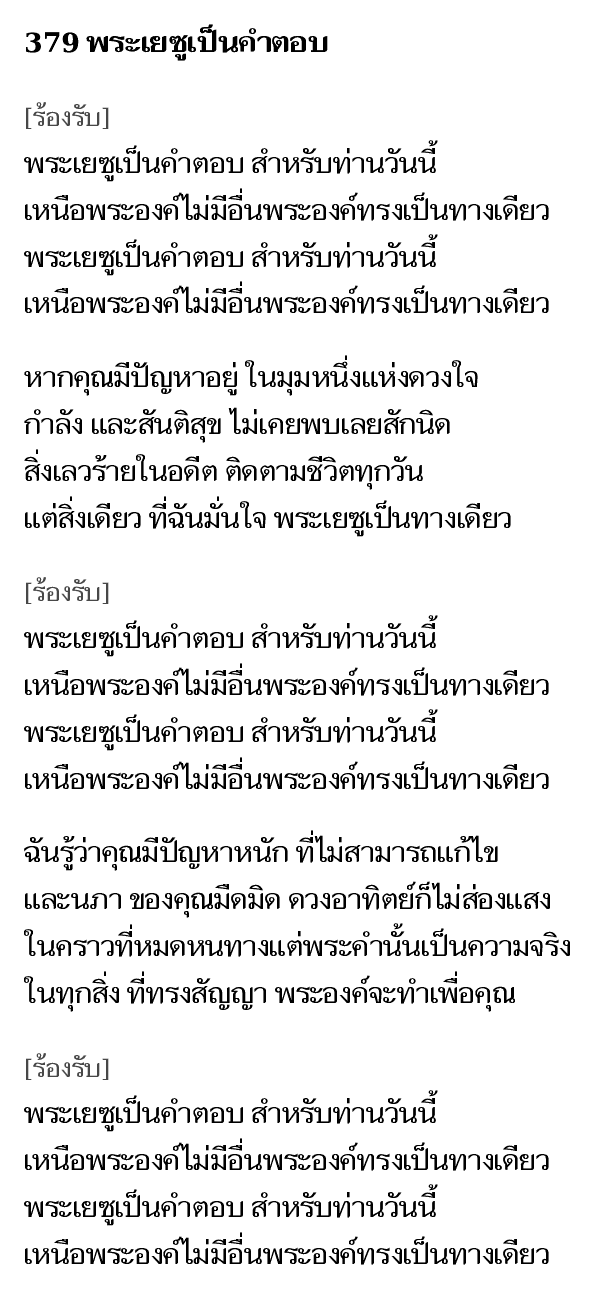 379 พระเยซูเป็นคำตอบ
[ร้องรับ]
พระเยซูเป็นคำตอบ สำหรับท่านวันนี้
เหนือพระองค์ไม่มีอื่นพระองค์ทรงเป็นทางเดียว
พระเยซูเป็นคำตอบ สำหรับท่านวันนี้
เหนือพระองค์ไม่มีอื่นพระองค์ทรงเป็นทางเดียว
หากคุณมีปัญหาอยู่ ในมุมหนึ่งแห่งดวงใจ
กำลัง และสันติสุข ไม่เคยพบเลยสักนิด
สิ่งเลวร้ายในอดีต ติดตามชีวิตทุกวัน
แต่สิ่งเดียว ที่ฉันมั่นใจ พระเยซูเป็นทางเดียว
[ร้องรับ]
พระเยซูเป็นคำตอบ สำหรับท่านวันนี้
เหนือพระองค์ไม่มีอื่นพระองค์ทรงเป็นทางเดียว
พระเยซูเป็นคำตอบ สำหรับท่านวันนี้
เหนือพระองค์ไม่มีอื่นพระองค์ทรงเป็นทางเดียว
ฉันรู้ว่าคุณมีปัญหาหนัก ที่ไม่สามารถแก้ไข
และนภา ของคุณมืดมิด ดวงอาทิตย์ก็ไม่ส่องแสง
ในคราวที่หมดหนทางแต่พระคำนั้นเป็นความจริง
ในทุกสิ่ง ที่ทรงสัญญา พระองค์จะทำเพื่อคุณ
[ร้องรับ]
พระเยซูเป็นคำตอบ สำหรับท่านวันนี้
เหนือพระองค์ไม่มีอื่นพระองค์ทรงเป็นทางเดียว
พระเยซูเป็นคำตอบ สำหรับท่านวันนี้
เหนือพระองค์ไม่มีอื่นพระองค์ทรงเป็นทางเดียว